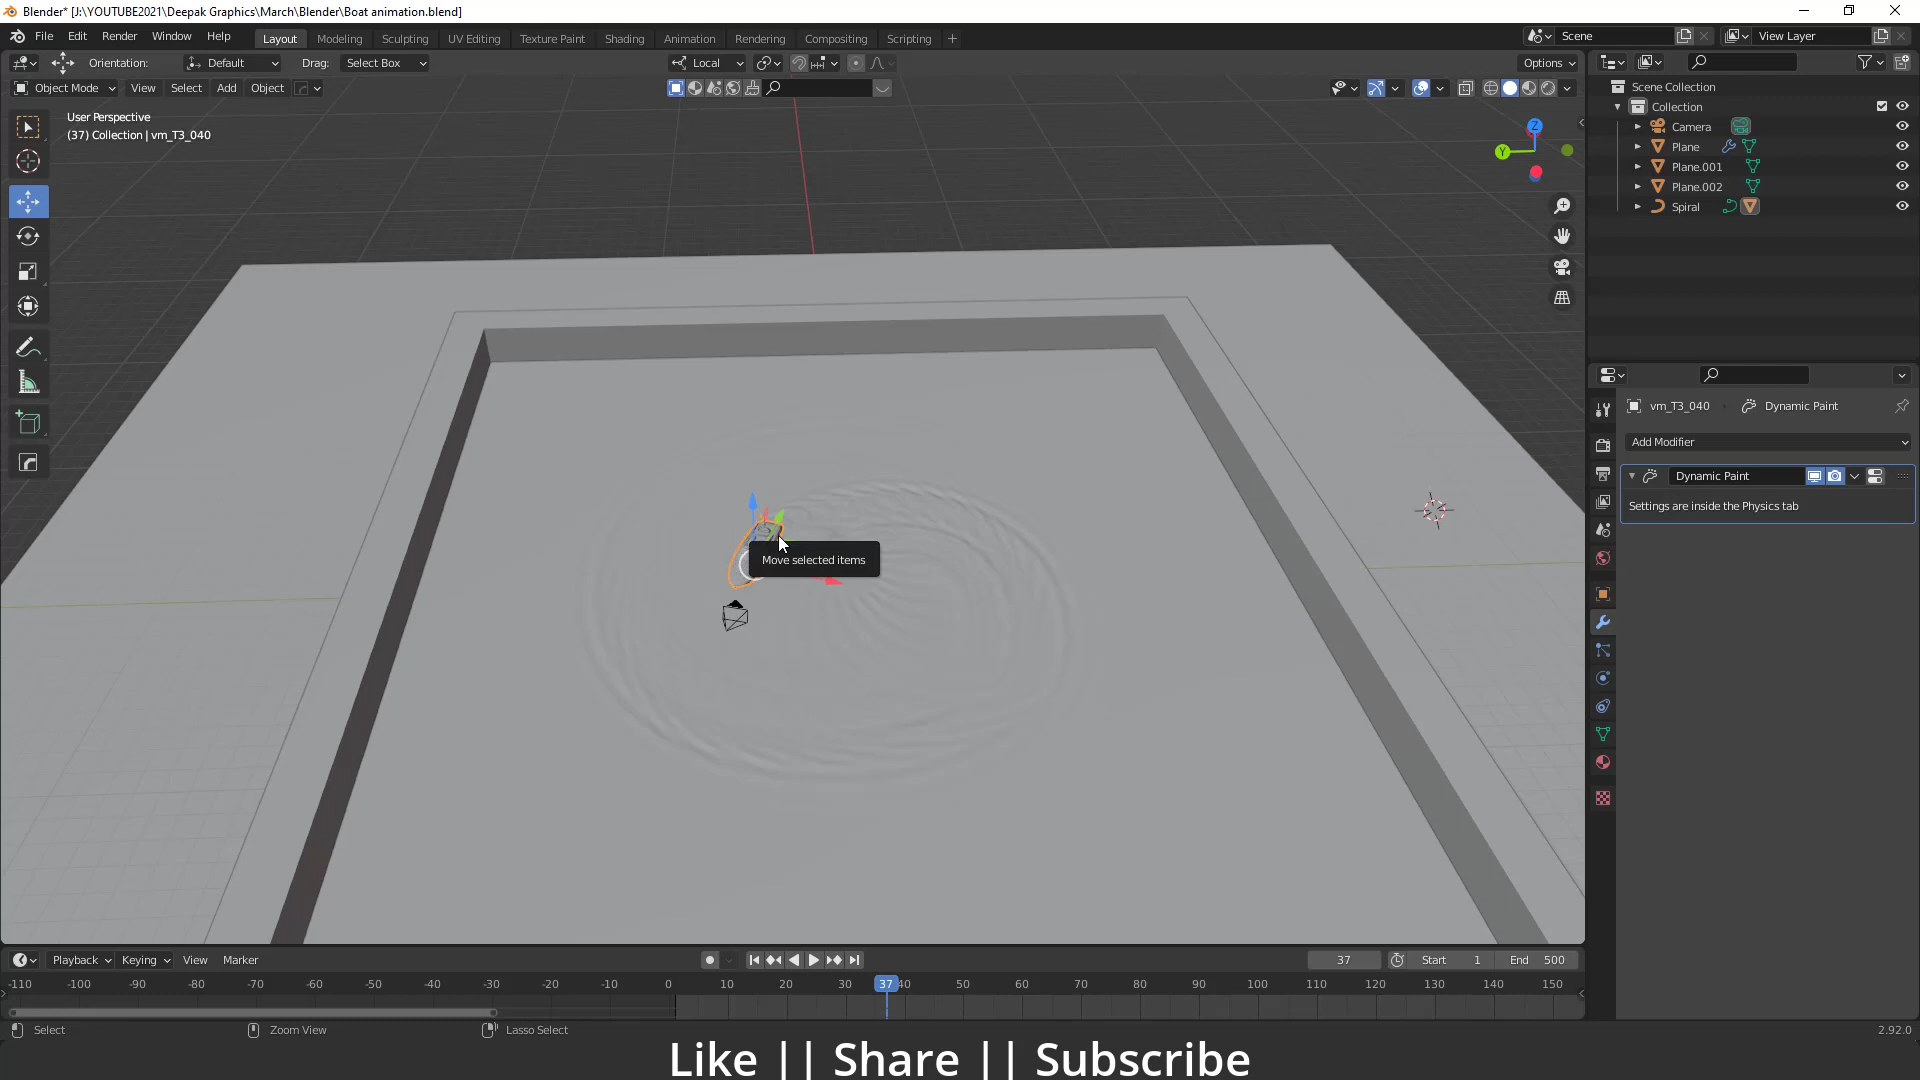 Blender* [J:\YOUTUBE2021\Deepak Graphics\March\Blender\Boat animation.blend]
File Edit Render Window Help
Layout Modeling Sculpting UV Editing Texture Paint Shading Animation Rendering Compositing Scripting +
Scene
View Layer
Orientation: Default Drag: Select Box
Local
Options
Object Mode View Select Add Object
User Perspective
(37) Collection | vm_T3_040
Z
Y
Move selected items
Scene Collection
Collection
Camera
Plane
Plane.001
Plane.002
Spiral
vm_T3_040 Dynamic Paint
Add Modifier
Dynamic Paint
Settings are inside the Physics tab
Playback Keying View Marker
37 Start 1 End 500
-110 -100 -90 -80 -70 -60 -50 -40 -30 -20 -10 0 10 20 30 37 40 50 60 70 80 90 100 110 120 130 140 150
Select Zoom View Lasso Select
2.92.0
Like || Share || Subscribe